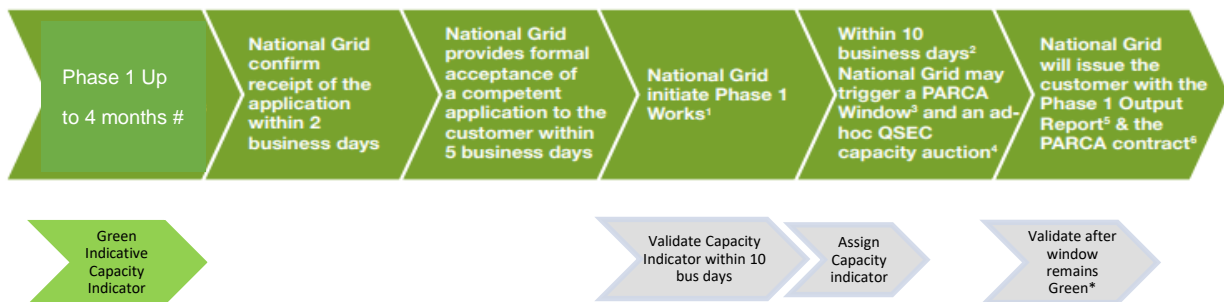 Phase 1 Up
to 4 months #
National Grid
confirm
receipt of the
application
within 2
business days
National Grid
provides formal
acceptance of
a competent
application to the
customer within
5 business days
National Grid
initiate Phase 1
Works¹
Within 10
business days²
National Grid may
trigger a PARCA
Window³ and an ad-
hoc QSEC
capacity auction⁴
National Grid
will issue the
customer with the
Phase 1 Output
Report⁵ & the
PARCA contract⁶
Green
Indicative
Capacity
Indicator
Validate Capacity
Indicator within 10
bus days
Assign
Capacity
indicator
Validate after
window
remains
Green*